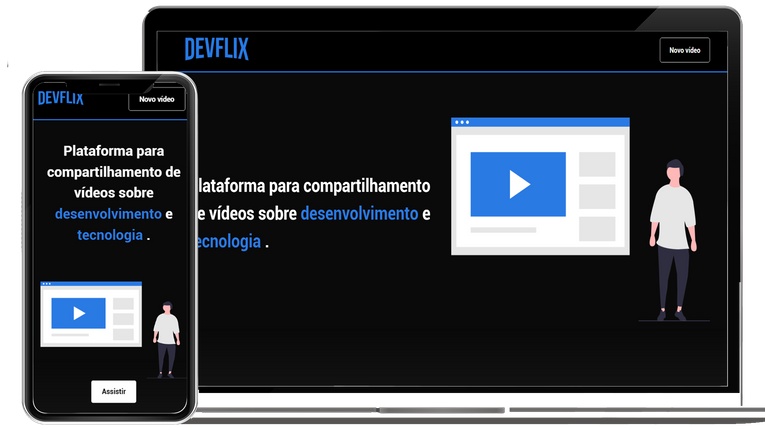 DEVFLIX
Novo vídeo
lataforma para compartilhamento
e vídeos sobre desenvolvimento e
ecnologia .
DEVFLIX
Novo vídeo
Plataforma para
compartilhamento de
vídeos sobre
desenvolvimento e
tecnologia .
Assistir